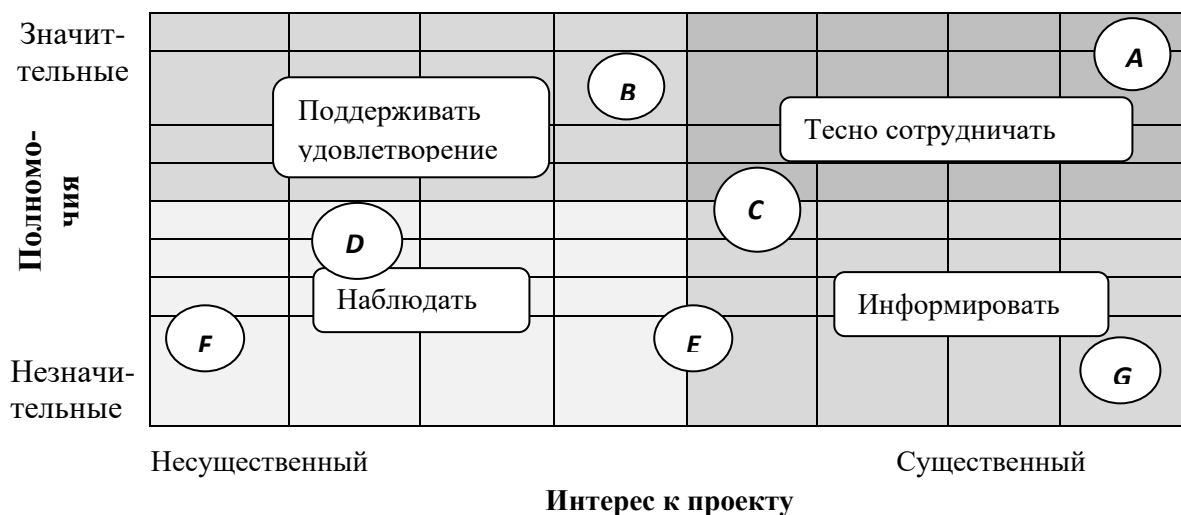 Значит-
тельные
A
B
Поддерживать
удовлетворение
Тесно сотрудничать
Полномо-
чия
C
D
Наблюдать
Информировать
F
E
G
Незначи-
тельные
Несущественный
Существенный
Интерес к проекту